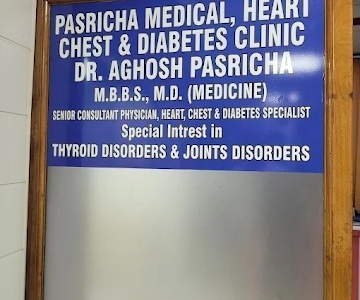 PASRICHA MEDICAL, HEART
CHEST & DIABETES CLINIC
DR. AGHOSH PASRICHA
M.B.B.S., M.D. (MEDICINE)
SENIOR CONSULTANT PHYSICIAN, HEART, CHEST & DIABETES SPECIALIST
Special Intrest in
THYROID DISORDERS & JOINTS DISORDERS